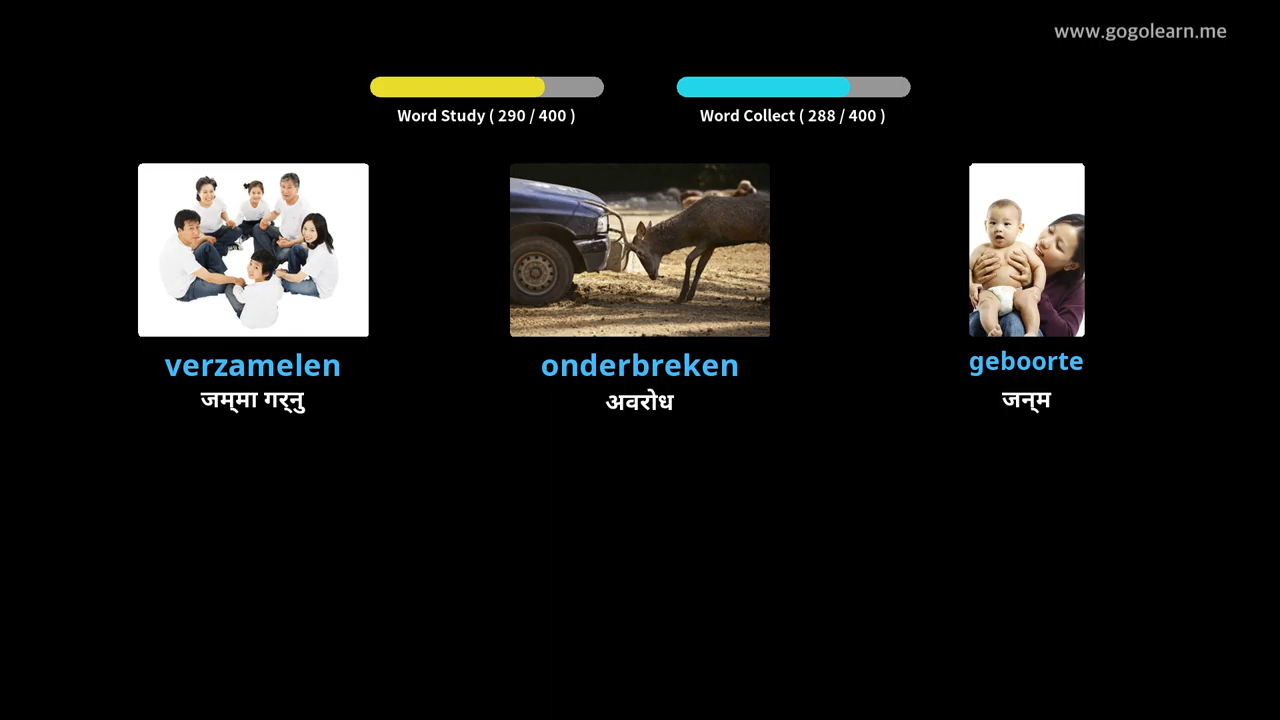 www.gogolearn.me
Word Study ( 290 / 400 )
Word Collect ( 288 / 400 )
verzamelen
जम्मा गर्नु
onderbreken
अवरोध
geboorte
जन्म